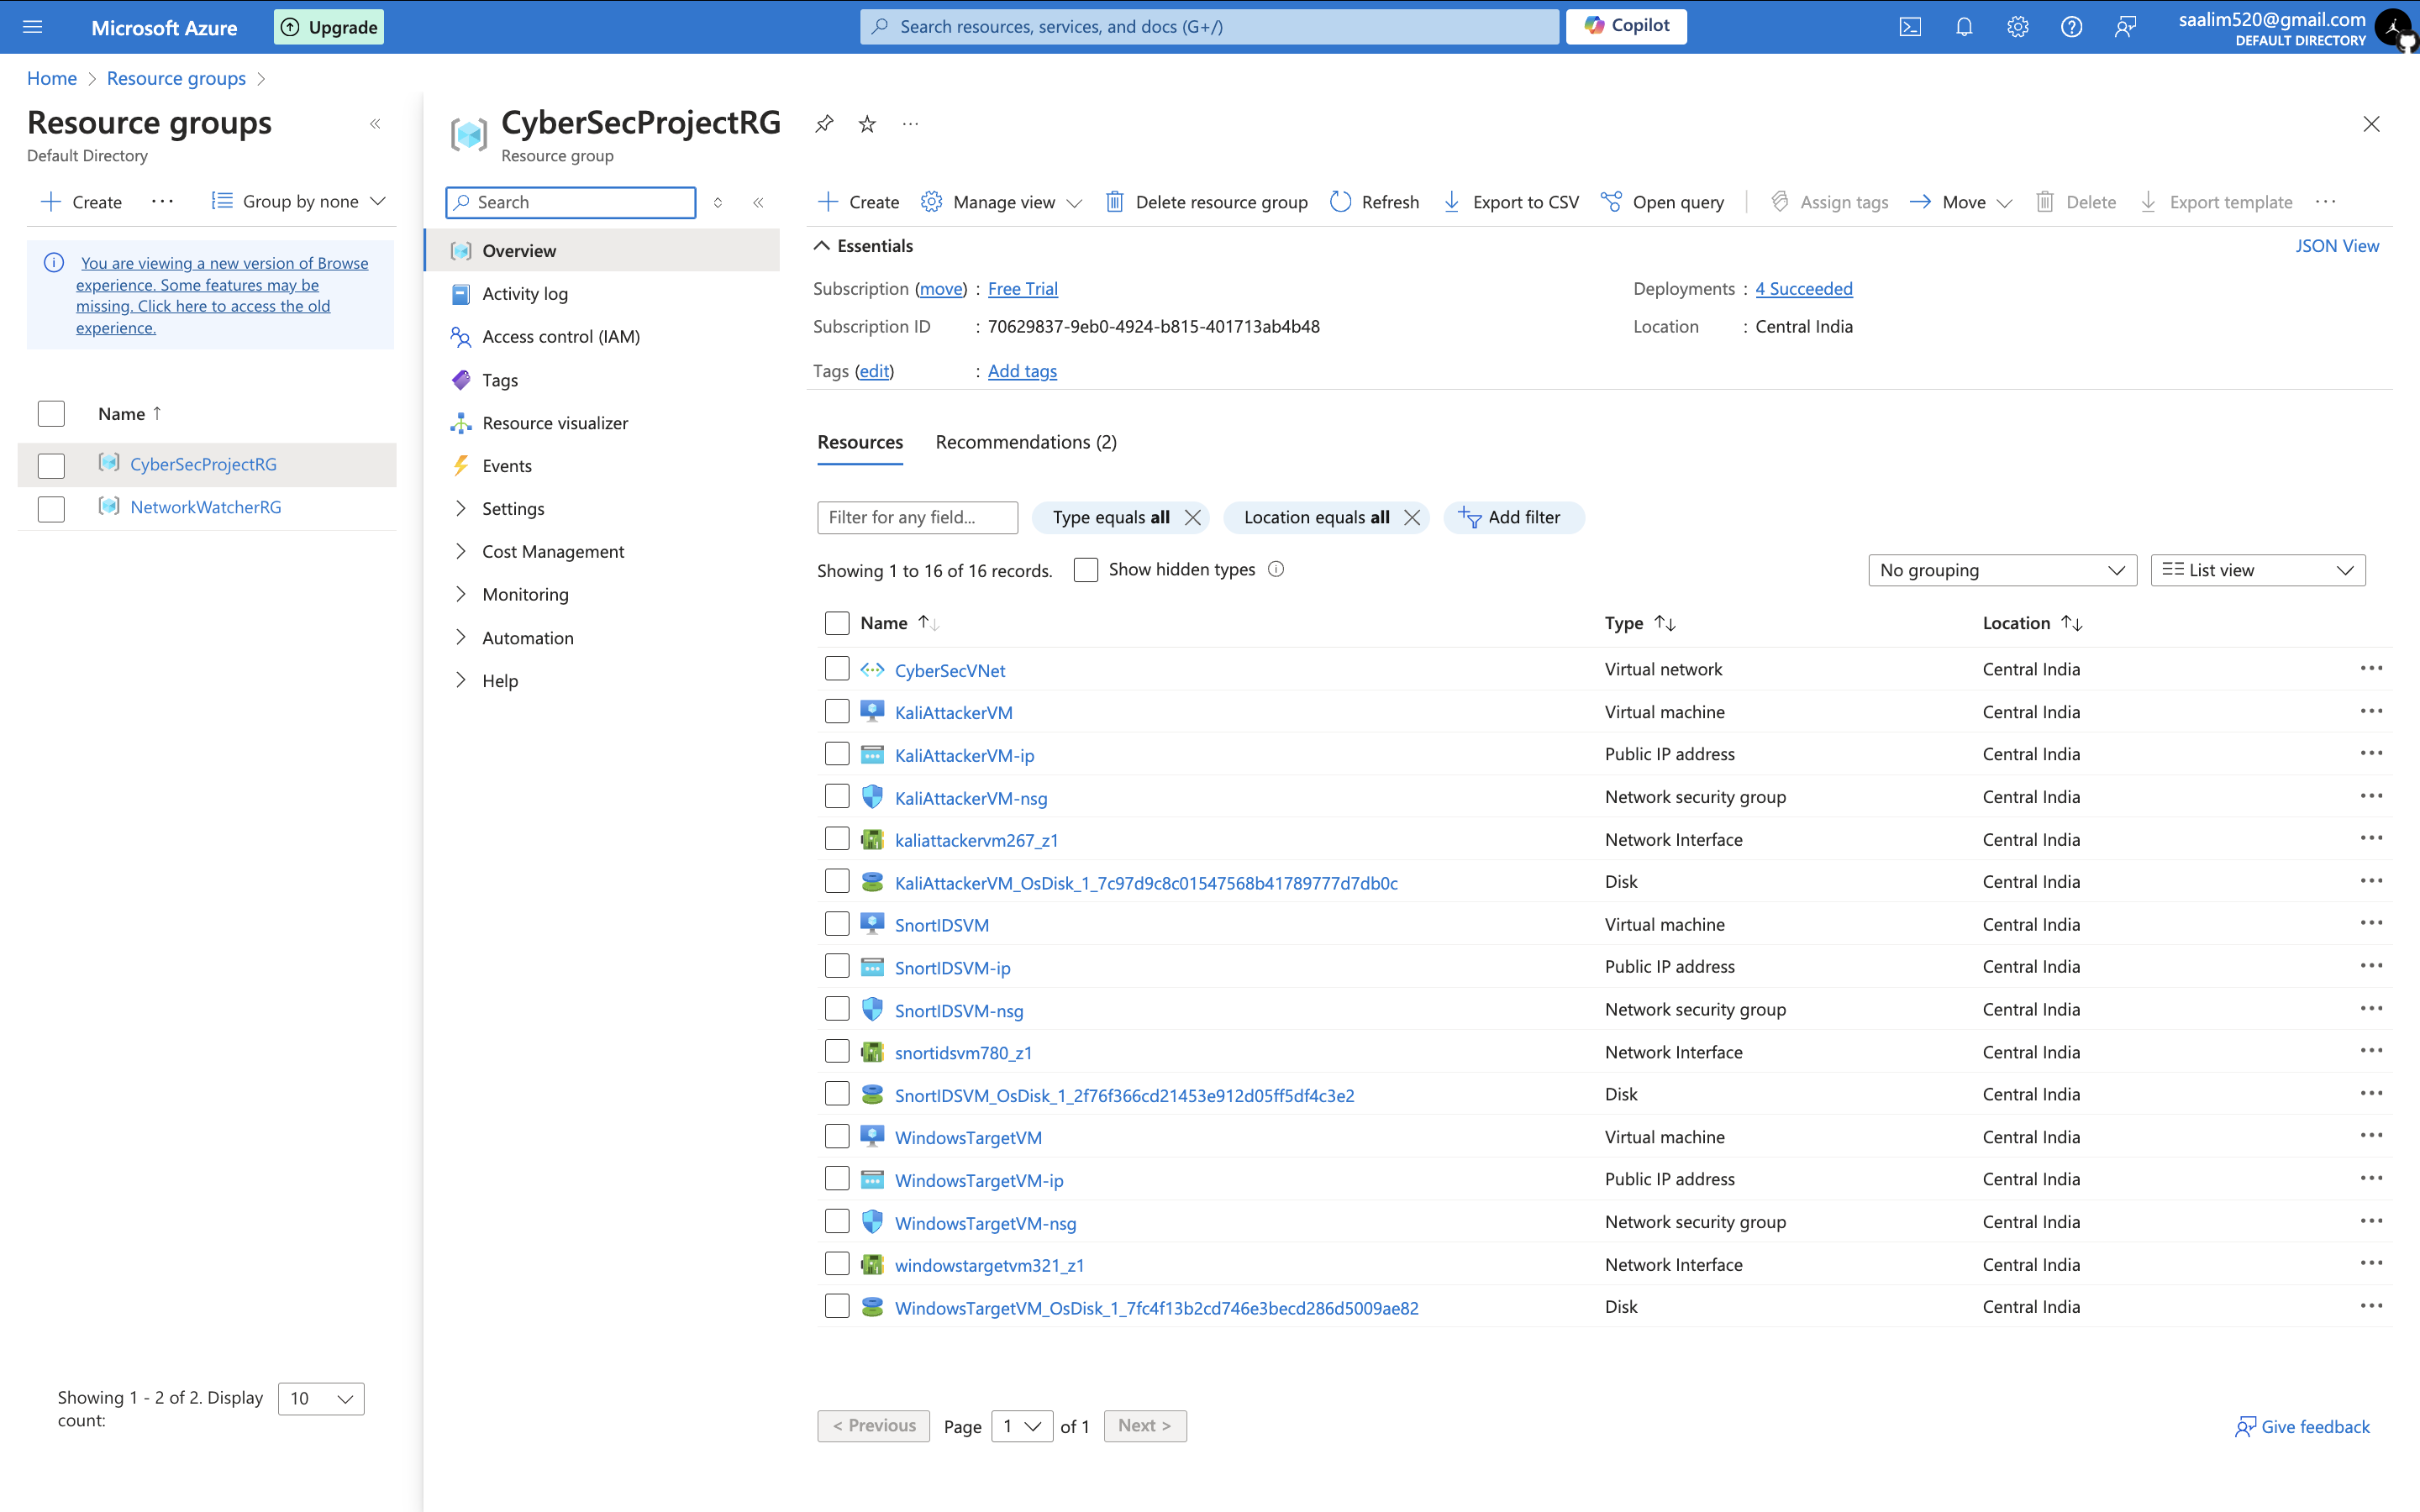 Microsoft Azure
Upgrade
Search resources, services, and docs (G+/)
Copilot
saalim520@gmail.com
DEFAULT DIRECTORY
Home > Resource groups >
Resource groups
Default Directory
Create
Group by none
You are viewing a new version of Browse
experience. Some features may be
missing. Click here to access the old
experience.
Name ↑
CyberSecProjectRG
NetworkWatcherRG
Showing 1 - 2 of 2. Display
count:
10
CyberSecProjectRG
Resource group
Search
Overview
Activity log
Access control (IAM)
Tags
Resource visualizer
Events
Settings
Cost Management
Monitoring
Automation
Help
Create
Manage view
Delete resource group
Refresh
Export to CSV
Open query
Assign tags
Move
Delete
Export template
Essentials
JSON View
Subscription (move) : Free Trial
Deployments : 4 Succeeded
Subscription ID : 70629837-9eb0-4924-b815-401713ab4b48
Location : Central India
Tags (edit) : Add tags
Resources
Recommendations (2)
Filter for any field...
Type equals all
Location equals all
Add filter
Showing 1 to 16 of 16 records.
Show hidden types
No grouping
List view
Name ↑↓ Type ↑↓ Location ↑↓
CyberSecVNet Virtual network Central India
KaliAttackerVM Virtual machine Central India
KaliAttackerVM-ip Public IP address Central India
KaliAttackerVM-nsg Network security group Central India
kaliattackervm267_z1 Network Interface Central India
KaliAttackerVM_OsDisk_1_7c97d9c8c01547568b41789777d7db0c Disk Central India
SnortIDSVM Virtual machine Central India
SnortIDSVM-ip Public IP address Central India
SnortIDSVM-nsg Network security group Central India
snortidsvm780_z1 Network Interface Central India
SnortIDSVM_OsDisk_1_2f76f366cd21453e912d05ff5df4c3e2 Disk Central India
WindowsTargetVM Virtual machine Central India
WindowsTargetVM-ip Public IP address Central India
WindowsTargetVM-nsg Network security group Central India
windowstargetvm321_z1 Network Interface Central India
WindowsTargetVM_OsDisk_1_7fc4f13b2cd746e3becd286d5009ae82 Disk Central India
< Previous
Page 1 of 1
Next >
Give feedback